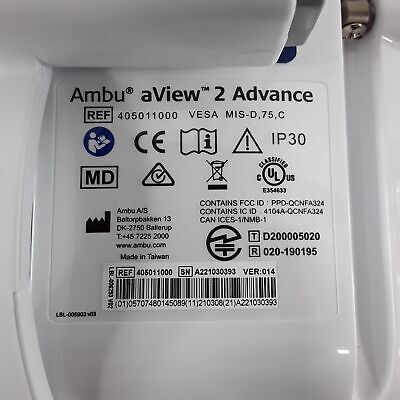 Ambu® aView™ 2 Advance
REF 405011000 VESA MIS-D,75,C
CE IP30
MD
CLASSIFIED
C UL US
E354633
Ambu A/S
Baltorpbakken 13
DK-2750 Ballerup
T:+45 7225 2000
www.ambu.com
Made in Taiwan
CONTAINS FCC ID : PPD-QCNFA324
CONTAINS IC ID : 4104A-QCNFA324
CAN ICES-1/NMB-1
T D200005020
R 020-190195
REF 405011000 SN A221030393 VER:014
(01)05707480145089(11)210308(21)A221030393
LBL-005903 v03